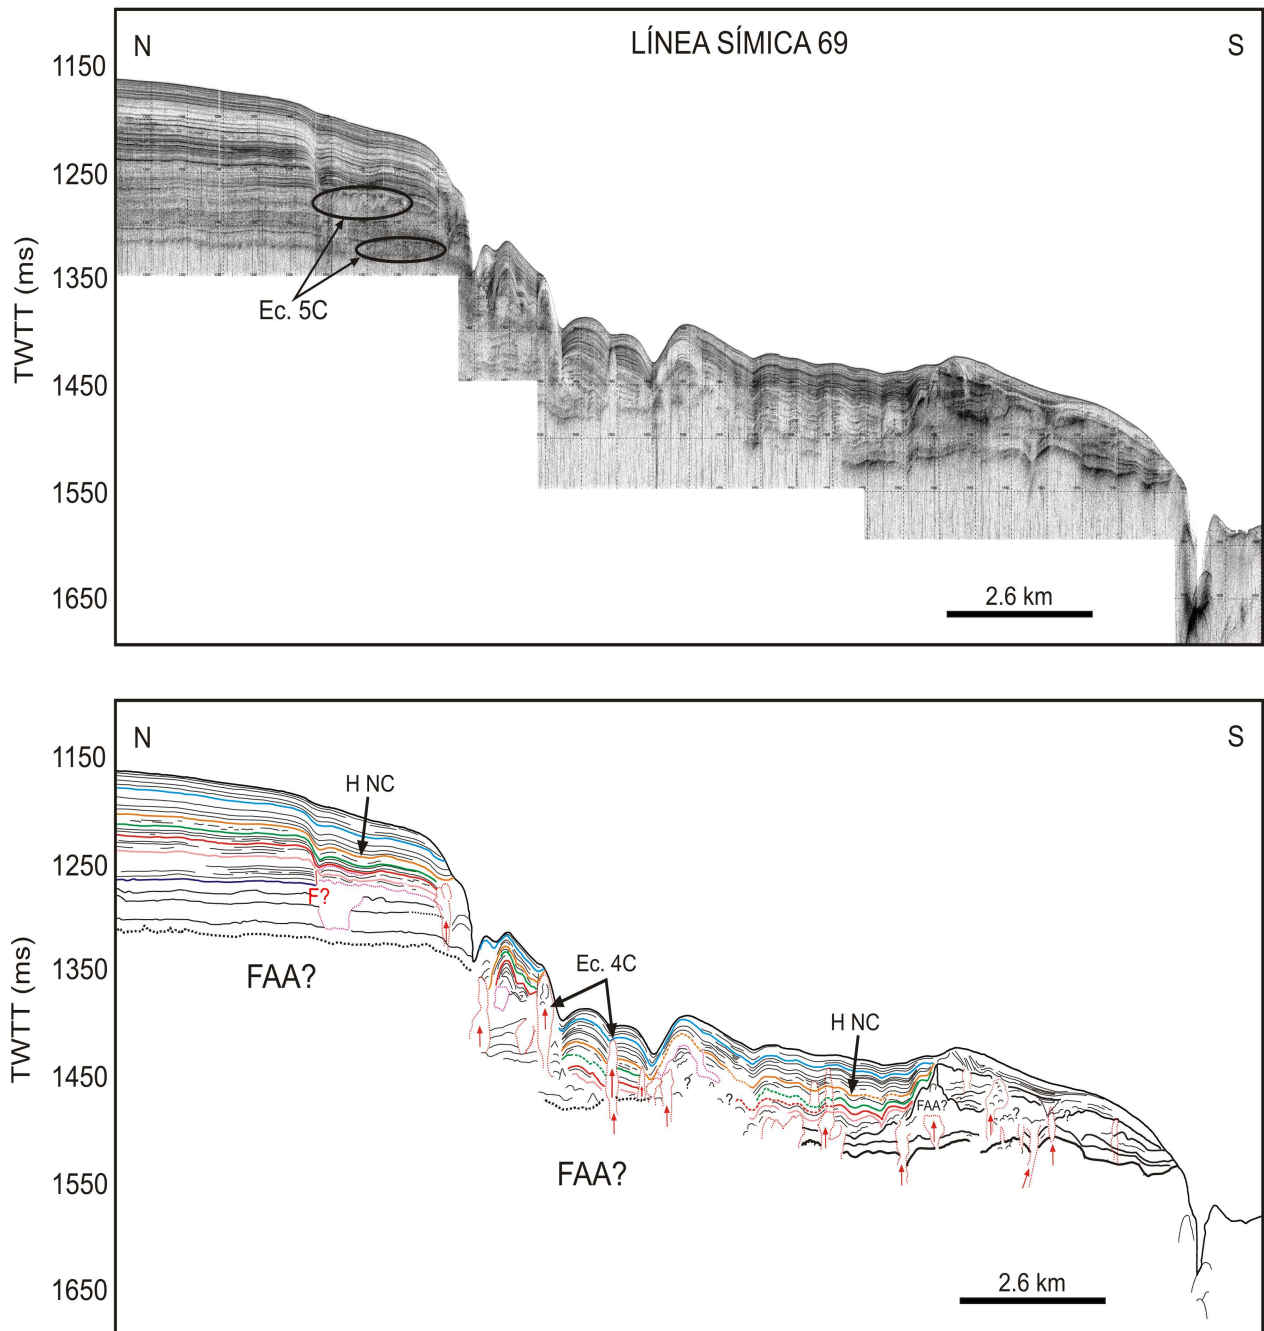 N
LÍNEA SÍMICA 69
S
1150
1250
1350
1450
1550
1650
TWTT (ms)
Ec. 5C
2.6 km
N
S
1150
1250
1350
1450
1550
1650
TWTT (ms)
H NC
F?
FAA?
Ec. 4C
H NC
?
?
FAA?
?
FAA?
2.6 km